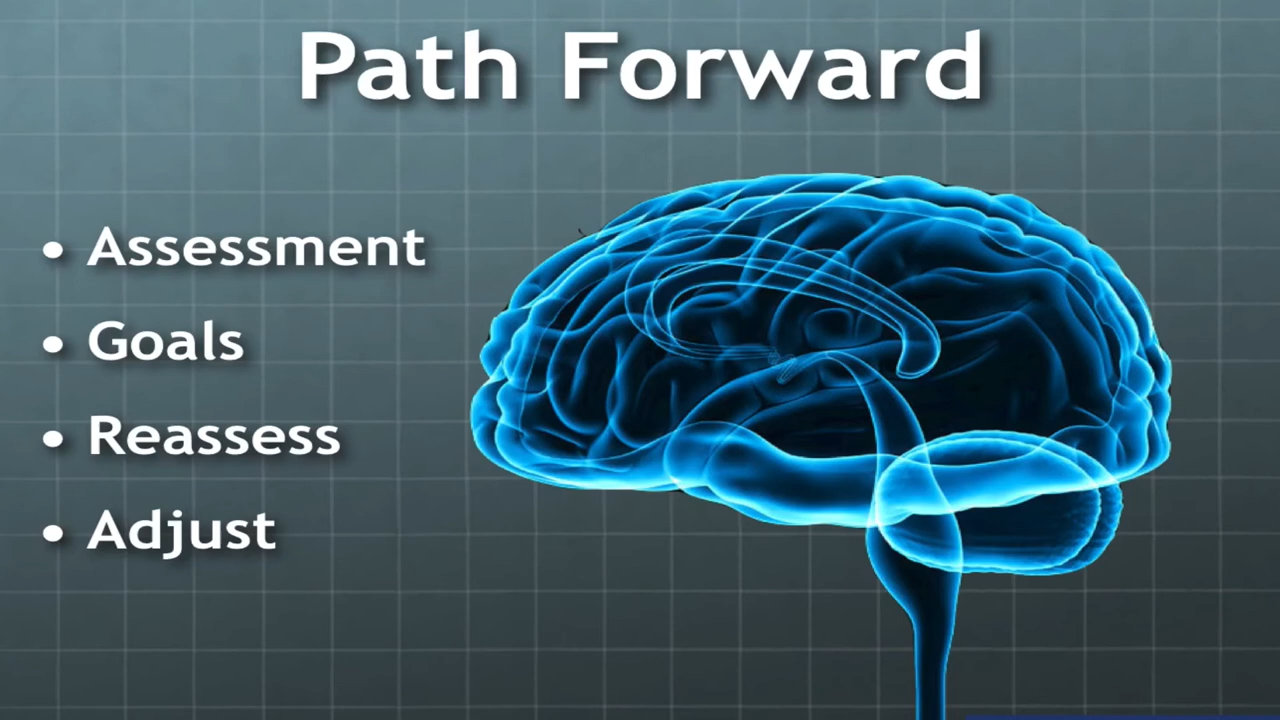 Path Forward
• Assessment
• Goals
• Reassess
• Adjust